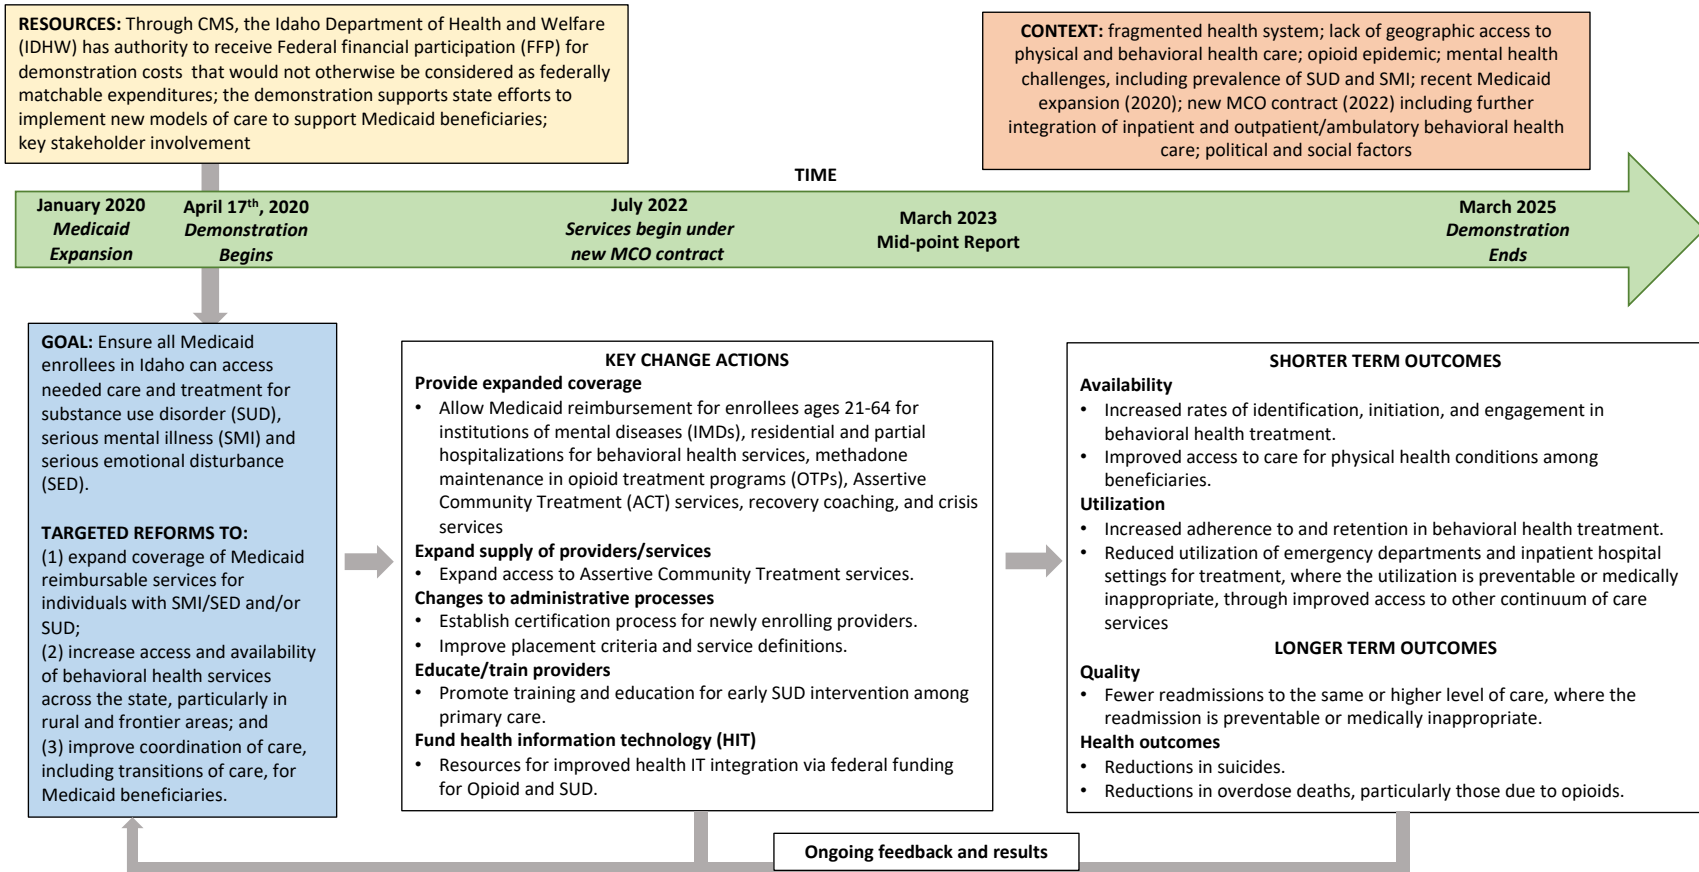 RESOURCES: Through CMS, the Idaho Department of Health and Welfare
(IDHW) has authority to receive Federal financial participation (FFP) for
demonstration costs that would not otherwise be considered as federally
matchable expenditures; the demonstration supports state efforts to
implement new models of care to support Medicaid beneficiaries;
key stakeholder involvement
CONTEXT: fragmented health system; lack of geographic access to
physical and behavioral health care; opioid epidemic; mental health
challenges, including prevalence of SUD and SMI; recent Medicaid
expansion (2020); new MCO contract (2022) including further
integration of inpatient and outpatient/ambulatory behavioral health
care; political and social factors
TIME
January 2020
Medicaid
Expansion
April 17th, 2020
Demonstration
Begins
July 2022
Services begin under
new MCO contract
March 2023
Mid-point Report
March 2025
Demonstration
Ends
GOAL: Ensure all Medicaid
enrollees in Idaho can access
needed care and treatment for
substance use disorder (SUD),
serious mental illness (SMI) and
serious emotional disturbance
(SED).
TARGETED REFORMS TO:
(1) expand coverage of Medicaid
reimbursable services for
individuals with SMI/SED and/or
SUD;
(2) increase access and availability
of behavioral health services
across the state, particularly in
rural and frontier areas; and
(3) improve coordination of care,
including transitions of care, for
Medicaid beneficiaries.
KEY CHANGE ACTIONS
Provide expanded coverage
• Allow Medicaid reimbursement for enrollees ages 21-64 for
institutions of mental diseases (IMDs), residential and partial
hospitalizations for behavioral health services, methadone
maintenance in opioid treatment programs (OTPs), Assertive
Community Treatment (ACT) services, recovery coaching, and crisis
services
Expand supply of providers/services
• Expand access to Assertive Community Treatment services.
Changes to administrative processes
• Establish certification process for newly enrolling providers.
• Improve placement criteria and service definitions.
Educate/train providers
• Promote training and education for early SUD intervention among
primary care.
Fund health information technology (HIT)
• Resources for improved health IT integration via federal funding
for Opioid and SUD.
SHORTER TERM OUTCOMES
Availability
• Increased rates of identification, initiation, and engagement in
behavioral health treatment.
• Improved access to care for physical health conditions among
beneficiaries.
Utilization
• Increased adherence to and retention in behavioral health treatment.
• Reduced utilization of emergency departments and inpatient hospital
settings for treatment, where the utilization is preventable or medically
inappropriate, through improved access to other continuum of care
services
LONGER TERM OUTCOMES
Quality
• Fewer readmissions to the same or higher level of care, where the
readmission is preventable or medically inappropriate.
Health outcomes
• Reductions in suicides.
• Reductions in overdose deaths, particularly those due to opioids.
Ongoing feedback and results